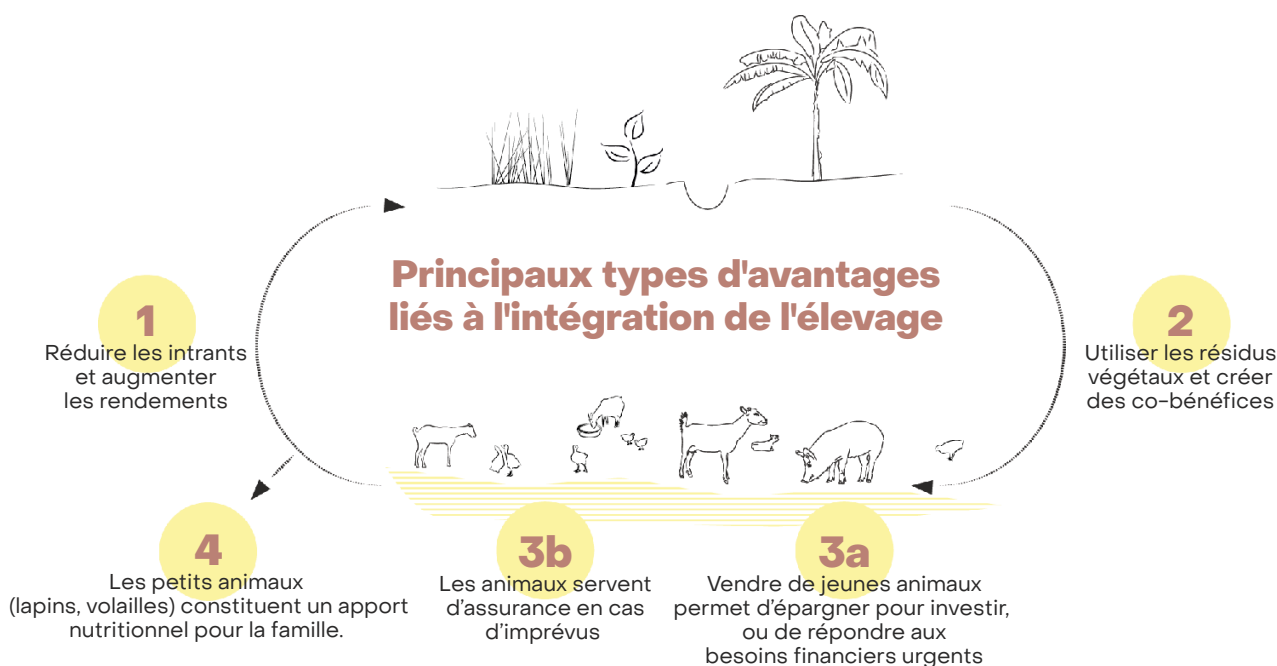 Principaux types d'avantages
liés à l'intégration de l'élevage
1
Réduire les intrants
et augmenter
les rendements
2
Utiliser les résidus
végétaux et créer
des co-bénéfices
4
Les petits animaux
(lapins, volailles) constituent un apport
nutritionnel pour la famille.
3b
Les animaux servent
d’assurance en cas
d’imprévus
3a
Vendre de jeunes animaux
permet d’épargner pour investir,
ou de répondre aux
besoins financiers urgents